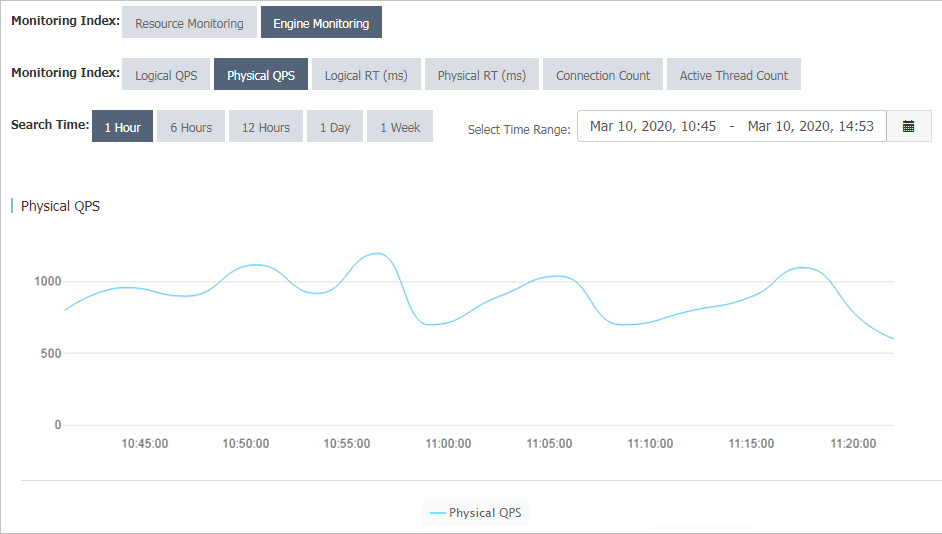 Monitoring Index: Resource Monitoring Engine Monitoring
Monitoring Index: Logical QPS Physical QPS Logical RT (ms) Physical RT (ms) Connection Count Active Thread Count
Search Time: 1 Hour 6 Hours 12 Hours 1 Day 1 Week Select Time Range: Mar 10, 2020, 10:45 - Mar 10, 2020, 14:53
Physical QPS
1000
500
0
10:45:00 10:50:00 10:55:00 11:00:00 11:05:00 11:10:00 11:15:00 11:20:00
Physical QPS